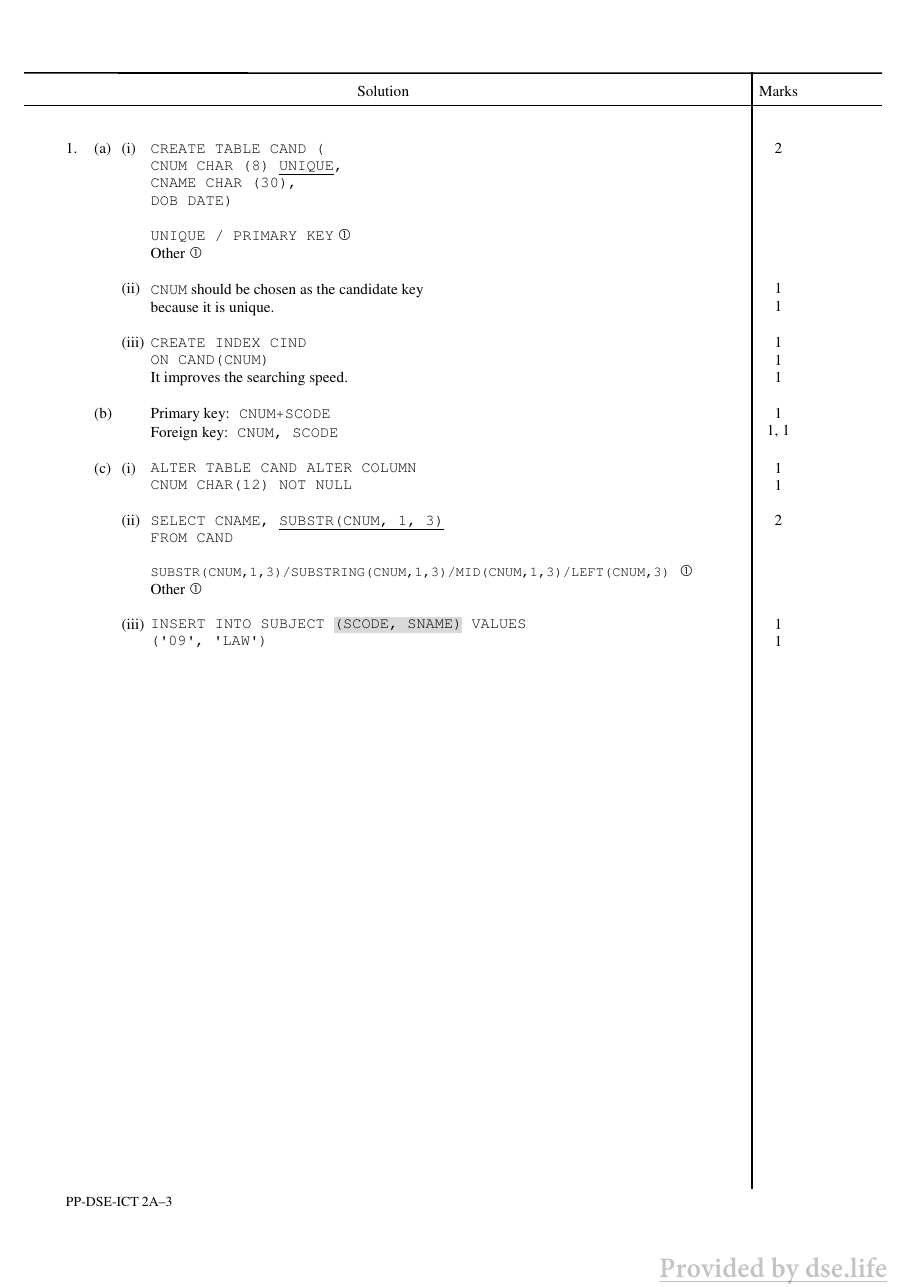 Solution Marks
1. (a) (i) CREATE TABLE CAND ( 2
CNUM CHAR (8) UNIQUE,
CNAME CHAR (30),
DOB DATE)
UNIQUE / PRIMARY KEY ①
Other ①
(ii) CNUM should be chosen as the candidate key 1
because it is unique. 1
(iii) CREATE INDEX CIND 1
ON CAND(CNUM) 1
It improves the searching speed. 1
(b) Primary key: CNUM+SCODE 1
Foreign key: CNUM, SCODE 1, 1
(c) (i) ALTER TABLE CAND ALTER COLUMN 1
CNUM CHAR(12) NOT NULL 1
(ii) SELECT CNAME, SUBSTR(CNUM, 1, 3) 2
FROM CAND
SUBSTR(CNUM,1,3)/SUBSTRING(CNUM,1,3)/MID(CNUM,1,3)/LEFT(CNUM,3) ①
Other ①
(iii) INSERT INTO SUBJECT (SCODE, SNAME) VALUES 1
('09', 'LAW') 1
PP-DSE-ICT 2A–3
Provided by dse.life